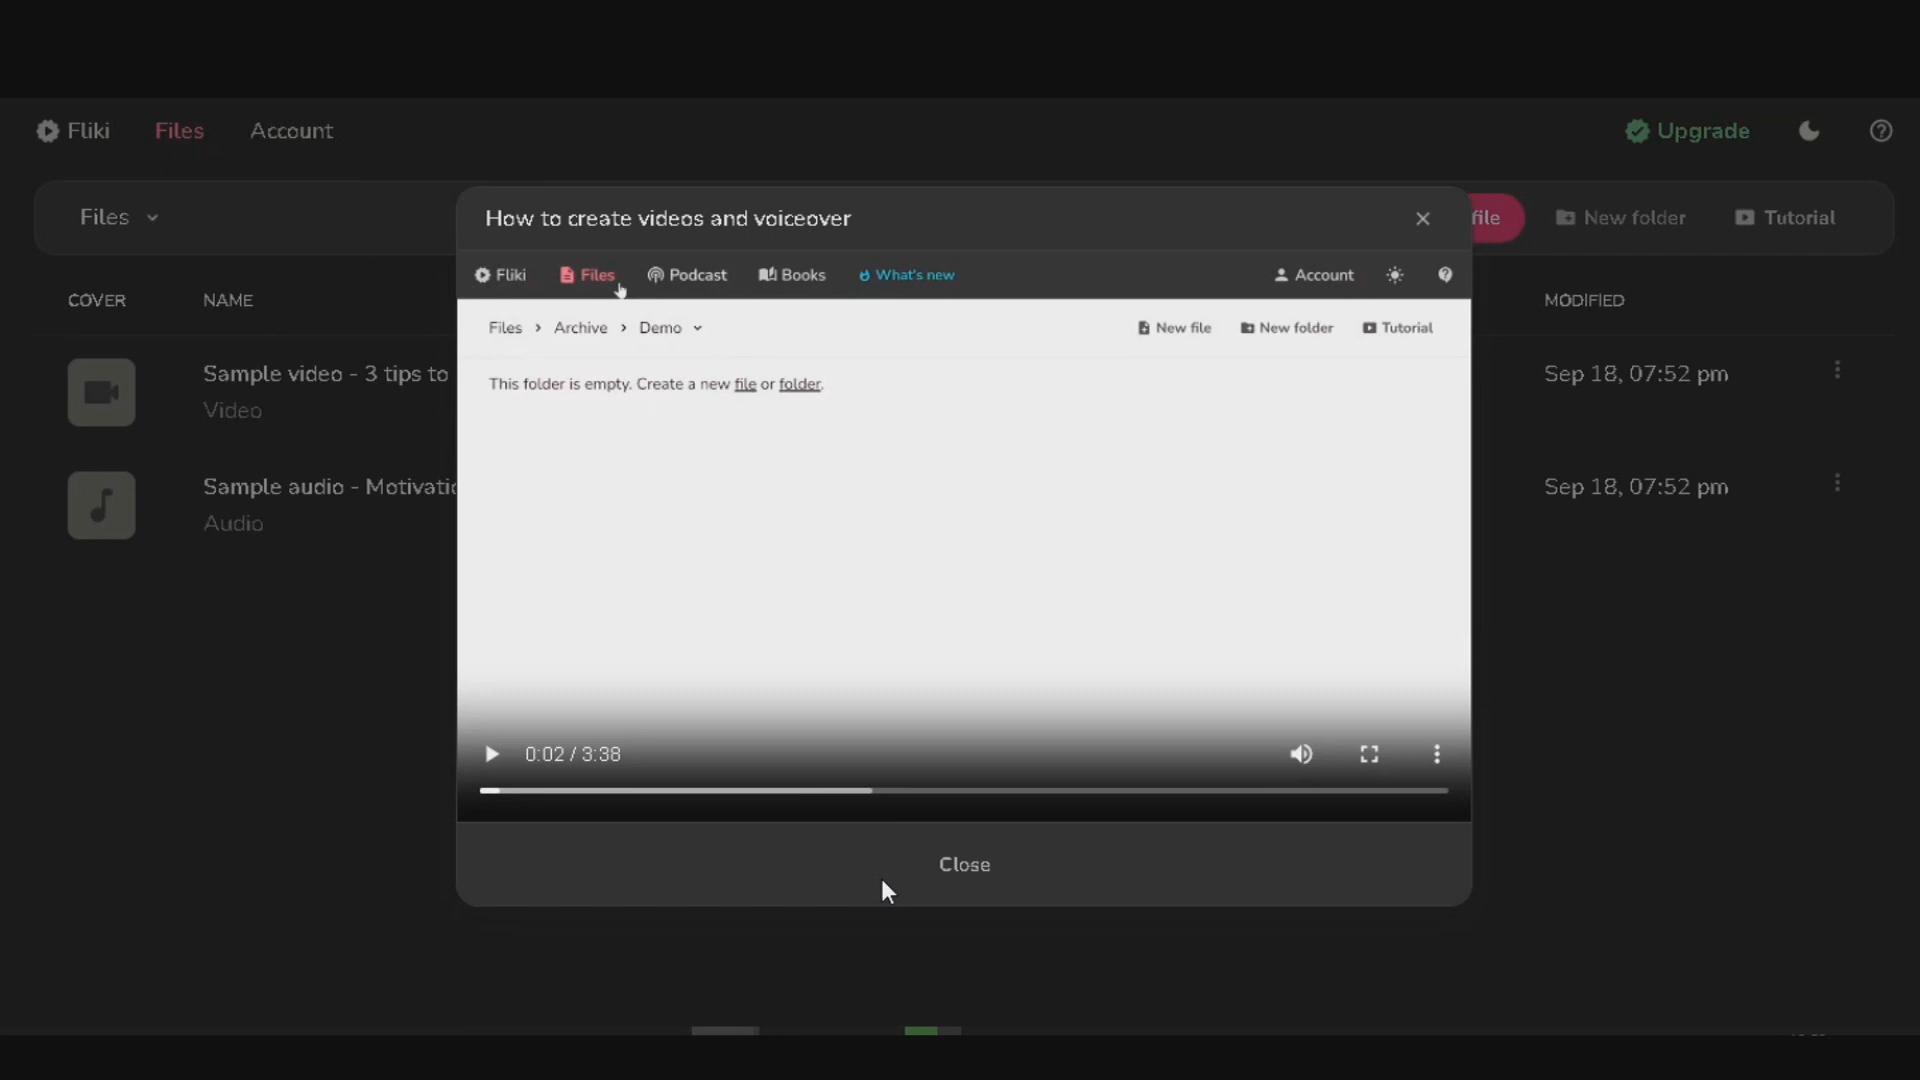 Fliki Files Account Upgrade
Files file New folder Tutorial
How to create videos and voiceover
Fliki Files Podcast Books What's new Account
Files › Archive › Demo New file New folder Tutorial
This folder is empty. Create a new file or folder.
COVER NAME MODIFIED
Sample video - 3 tips to Sep 18, 07:52 pm
Video
Sample audio - Motivatio Sep 18, 07:52 pm
Audio
0:02 / 3:38
Close